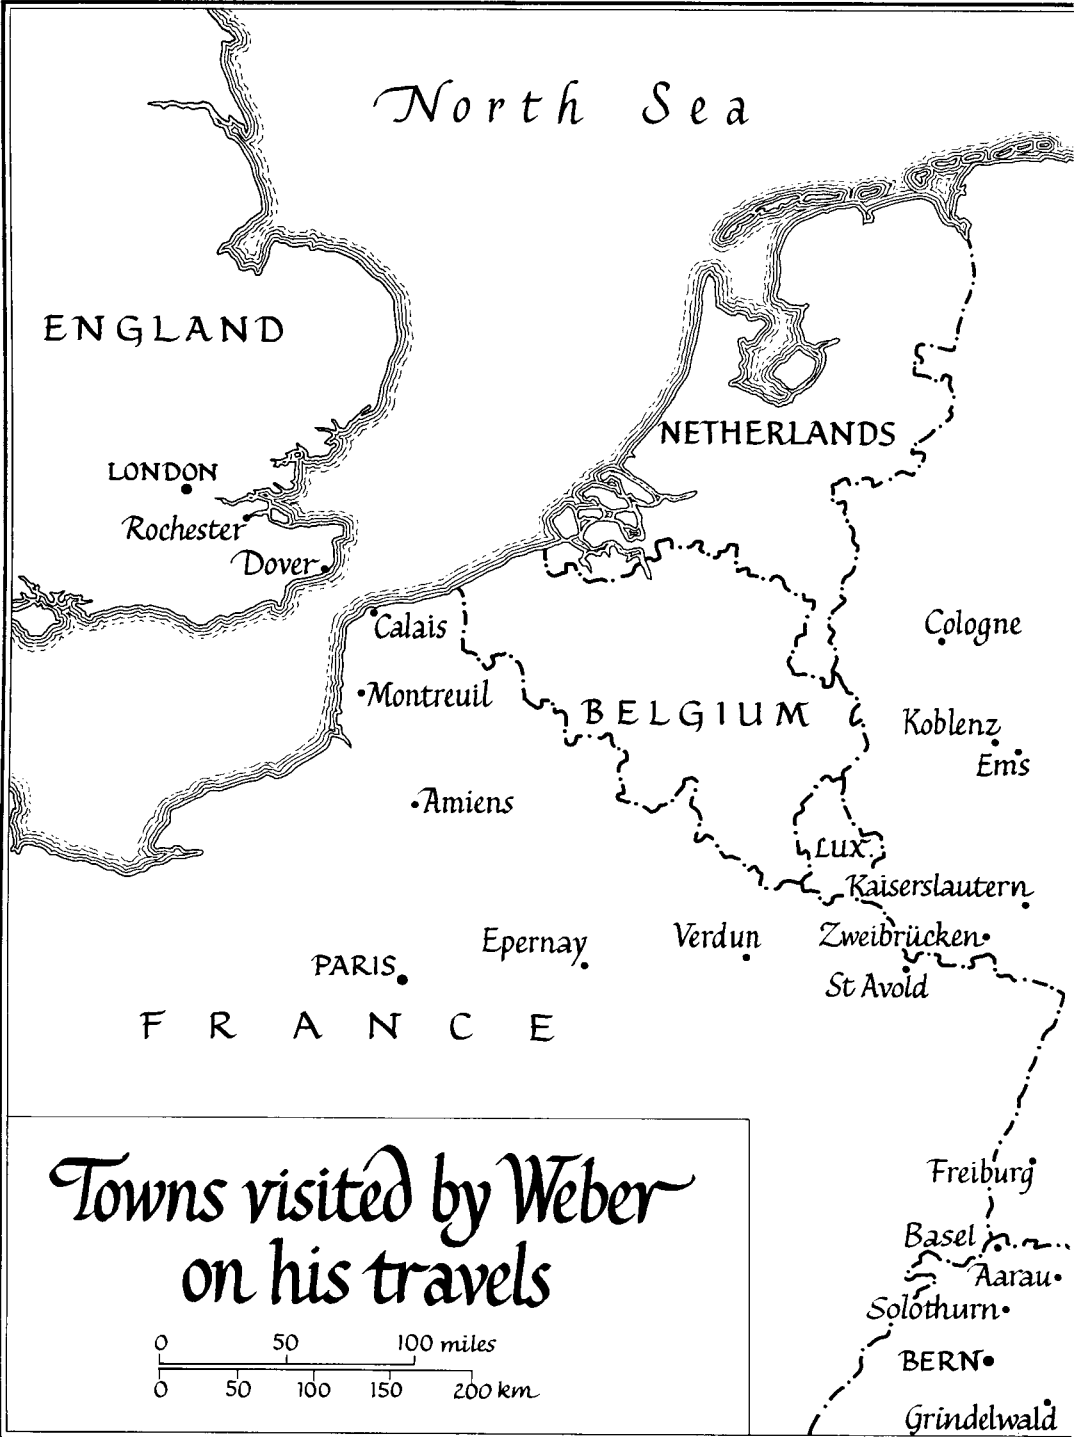 North Sea
ENGLAND
NETHERLANDS
LONDON
Rochester
Dover
Calais
Cologne
Montreuil
BELGIUM
Koblenz
Ems
Amiens
LUX.
Kaiserslautern
Epernay
Verdun
Zweibrücken
PARIS
St Avold
FRANCE
Freiburg
Basel
Aarau
Solothurn
BERN
Grindelwald
Towns visited by Weber
on his travels
0 50 100 miles
0 50 100 150 200 km